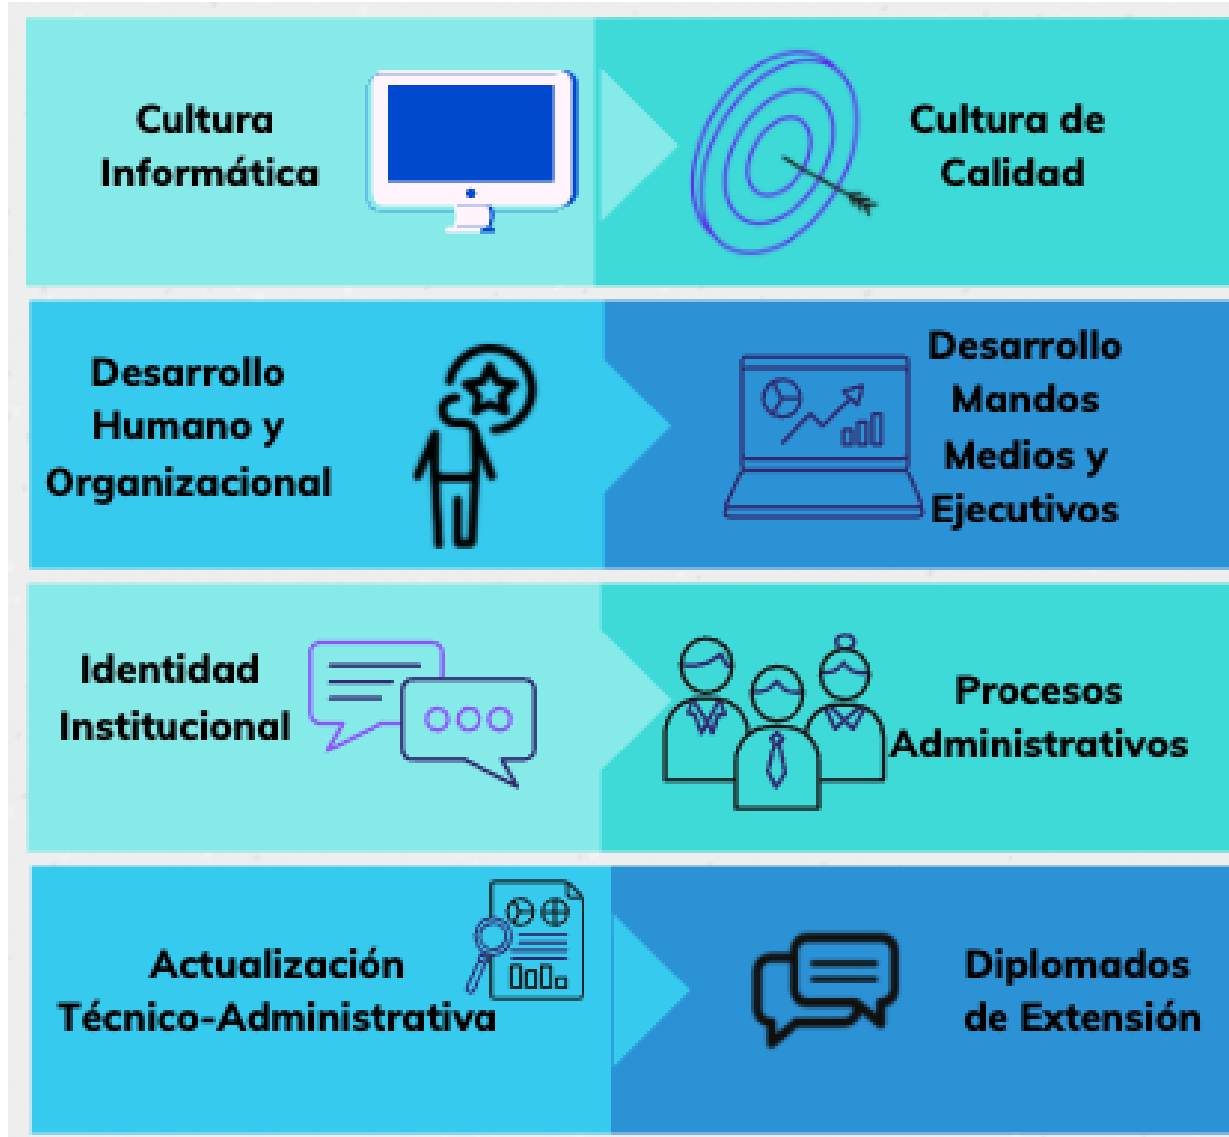 Cultura
Informática
Cultura de
Calidad
Desarrollo
Humano y
Organizacional
Desarrollo
Mandos
Medios y
Ejecutivos
Identidad
Institucional
Procesos
Administrativos
Actualización
Técnico-Administrativa
Diplomados
de Extensión